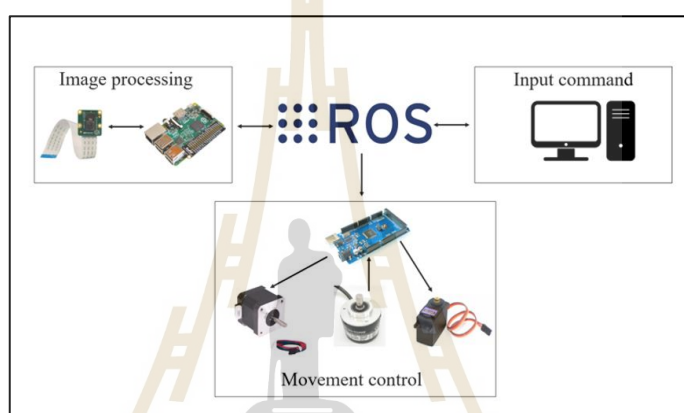 Image processing
ROS
Input command
Movement control